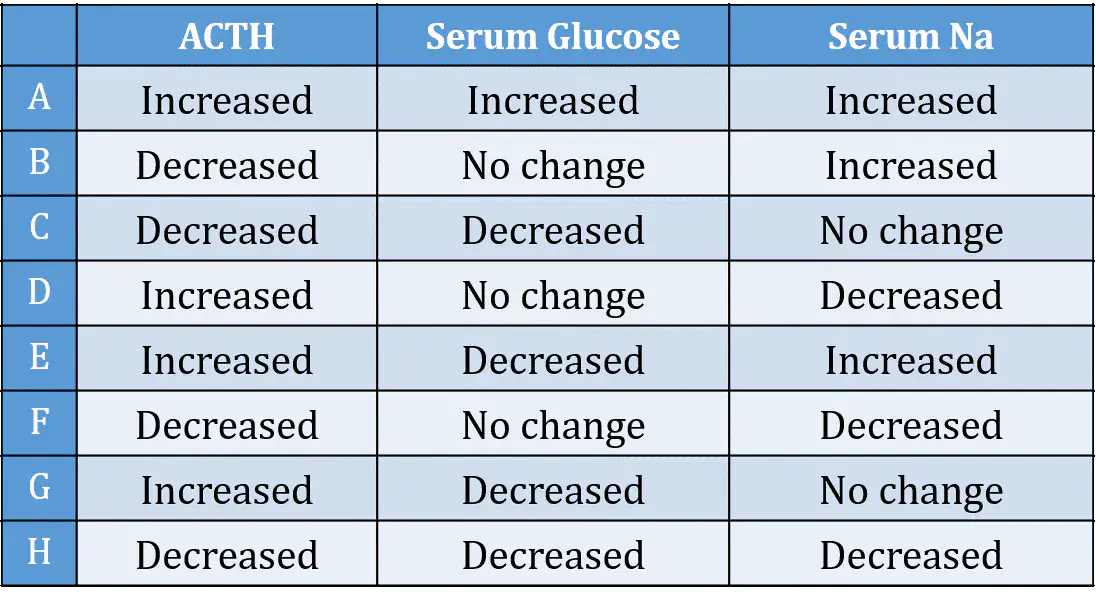 ACTH Serum Glucose Serum Na
A Increased Increased Increased
B Decreased No change Increased
C Decreased Decreased No change
D Increased No change Decreased
E Increased Decreased Increased
F Decreased No change Decreased
G Increased Decreased No change
H Decreased Decreased Decreased